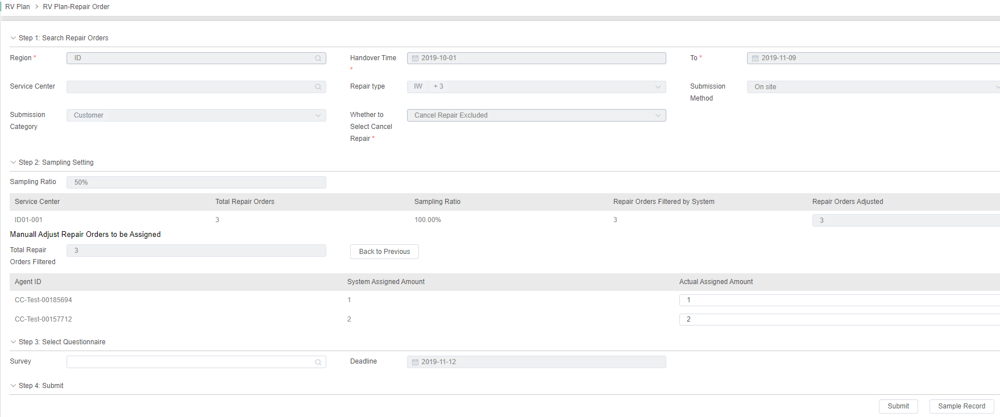 RV Plan > RV Plan-Repair Order
Step 1: Search Repair Orders
Region * ID Handover Time * 2019-10-01 To * 2019-11-09
Service Center Repair type IW + 3 Submission Method On site
Submission Category Customer Whether to Select Cancel Repair * Cancel Repair Excluded
Step 2: Sampling Setting
Sampling Ratio 50%
Service Center Total Repair Orders Sampling Ratio Repair Orders Filtered by System Repair Orders Adjusted
ID01-001 3 100.00% 3 3
Manuall Adjust Repair Orders to be Assigned
Total Repair Orders Filtered 3 Back to Previous
Agent ID System Assigned Amount Actual Assigned Amount
CC-Test-00185694 1 1
CC-Test-00157712 2 2
Step 3: Select Questionnaire
Survey Deadline 2019-11-12
Step 4: Submit
Submit Sample Record